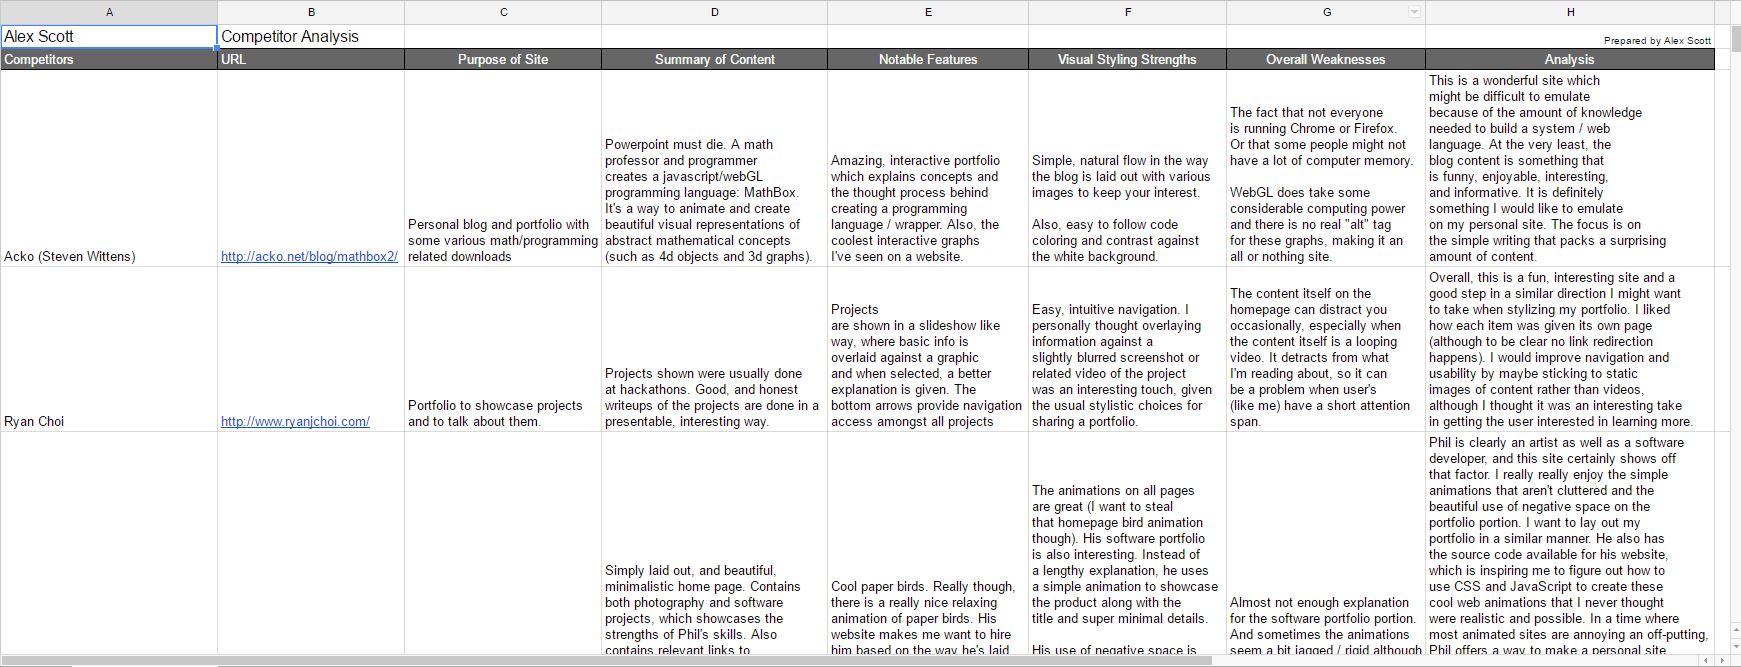 A B C D E F G H
Alex Scott Competitor Analysis
Prepared by Alex Scott
Competitors URL Purpose of Site Summary of Content Notable Features Visual Styling Strengths Overall Weaknesses Analysis
Acko (Steven Wittens)
http://acko.net/blog/mathbox2/
Personal blog and portfolio with
some various math/programming
related downloads
Powerpoint must die. A math
professor and programmer
creates a javascript/webGL
programming language: MathBox.
It's a way to animate and create
beautiful visual representations of
abstract mathematical concepts
(such as 4d objects and 3d graphs).
Amazing, interactive portfolio
which explains concepts and
the thought process behind
creating a programming
language / wrapper. Also, the
coolest interactive graphs
I've seen on a website.
Simple, natural flow in the way
the blog is laid out with various
images to keep your interest.
Also, easy to follow code
coloring and contrast against
the white background.
The fact that not everyone
is running Chrome or Firefox.
Or that some people might not
have a lot of computer memory.
WebGL does take some
considerable computing power
and there is no real "alt" tag
for these graphs, making it an
all or nothing site.
This is a wonderful site which
might be difficult to emulate
because of the amount of knowledge
needed to build a system / web
language. At the very least, the
blog content is something that
is funny, enjoyable, interesting,
and informative. It is definitely
something I would like to emulate
on my personal site. The focus is on
the simple writing that packs a surprising
amount of content.
Ryan Choi
http://www.ryanjchoi.com/
Portfolio to showcase projects
and to talk about them.
Projects shown were usually done
at hackathons. Good, and honest
writeups of the projects are done in a
presentable, interesting way.
Projects
are shown in a slideshow like
way, where basic info is
overlaid against a graphic
and when selected, a better
explanation is given. The
bottom arrows provide navigation
access amongst all projects
Easy, intuitive navigation. I
personally thought overlaying
information against a
slightly blurred screenshot or
related video of the project
was an interesting touch, given
the usual stylistic choices for
sharing a portfolio.
The content itself on the
homepage can distract you
occasionally, especially when
the content itself is a looping
video. It detracts from what
I'm reading about, so it can
be a problem when user's
(like me) have a short attention
span.
Overall, this is a fun, interesting site and a
good step in a similar direction I might want
to take when stylizing my portfolio. I liked
how each item was given its own page
(although to be clear no link redirection
happens). I would improve navigation and
usability by maybe sticking to static
images of content rather than videos,
although I thought it was an interesting take
in getting the user interested in learning more.
Simply laid out, and beautiful,
minimalistic home page. Contains
both photography and software
projects, which showcases the
strengths of Phil's skills. Also
contains relevant links to
Cool paper birds. Really though,
there is a really nice relaxing
animation of paper birds. His
website makes me want to hire
him based on the way he's laid
The animations on all pages
are great (I want to steal
that homepage bird animation
though). His software portfolio
is also interesting. Instead of
a lengthy explanation, he uses
a simple animation to showcase
the product along with the
title and super minimal details.
His use of negative space is
Almost not enough explanation
for the software portfolio portion.
And sometimes the animations
seem a bit jagged / rigid although
Phil is clearly an artist as well as a software
developer, and this site certainly shows off
that factor. I really really enjoy the simple
animations that aren't cluttered and the
beautiful use of negative space on the
portfolio portion. I want to lay out my
portfolio in a similar manner. He also has
the source code available for his website,
which is inspiring me to figure out how to
use CSS and JavaScript to create these
cool web animations that I never thought
were realistic and possible. In a time where
most animated sites are annoying an off-putting,
Phil offers a way to make a personal site